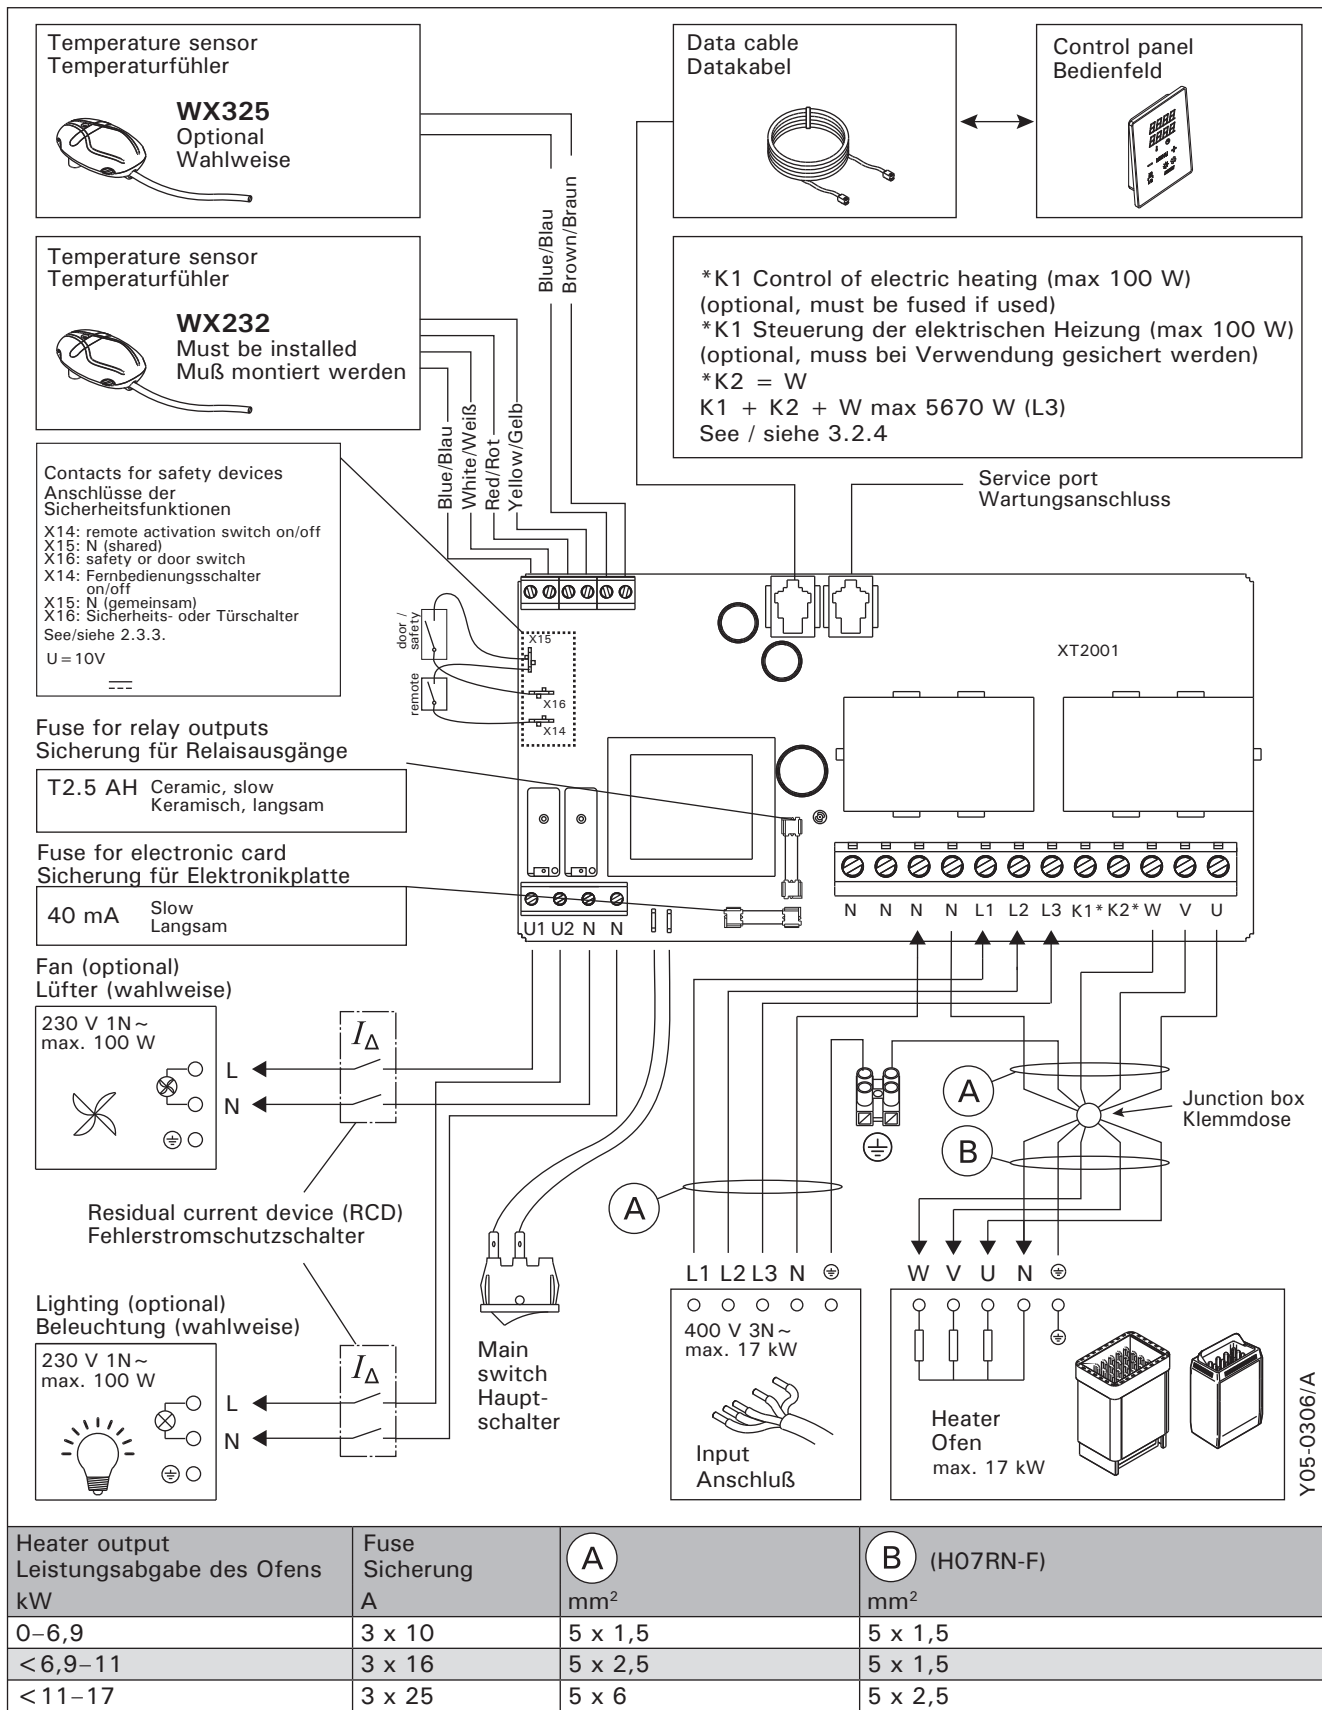 Temperature sensor
Temperaturfühler
WX325
Optional
Wahlweise
Data cable
Datakabel
Control panel
Bedienfeld
Blue/Blau
Brown/Braun
Temperature sensor
Temperaturfühler
WX232
Must be installed
Muß montiert werden
Blue/Blau
White/Weiß
Red/Rot
Yellow/Gelb
*K1 Control of electric heating (max 100 W)
(optional, must be fused if used)
*K1 Steuerung der elektrischen Heizung (max 100 W)
(optional, muss bei Verwendung gesichert werden)
*K2 = W
K1 + K2 + W max 5670 W (L3)
See / siehe 3.2.4
Contacts for safety devices
Anschlüsse der
Sicherheitsfunktionen
X14: remote activation switch on/off
X15: N (shared)
X16: safety or door switch
X14: Fernbedienungsschalter
on/off
X15: N (gemeinsam)
X16: Sicherheits- oder Türschalter
See/siehe 2.3.3.
U=10V
Service port
Wartungsanschluss
door /
safety
remote
X15
X16
X14
XT2001
Fuse for relay outputs
Sicherung für Relaisausgänge
T2.5 AH Ceramic, slow
Keramisch, langsam
Fuse for electronic card
Sicherung für Elektronikplatte
40 mA Slow
Langsam
U1 U2 N N
N N N N L1 L2 L3 K1* K2* W V U
Fan (optional)
Lüfter (wahlweise)
230 V 1N~
max. 100 W
L
N
IΔ
Residual current device (RCD)
Fehlerstromschutzschalter
Lighting (optional)
Beleuchtung (wahlweise)
230 V 1N~
max. 100 W
L
N
IΔ
Main
switch
Haupt-
schalter
A
L1 L2 L3 N
400 V 3N~
max. 17 kW
Input
Anschluß
A
B
Junction box
Klemmdose
W V U N
Heater
Ofen
max. 17 kW
Y05-0306/A
Heater output
Leistungsabgabe des Ofens
kW
Fuse
Sicherung
A
A
mm²
B (H07RN-F)
mm²
0–6,9 3 x 10 5 x 1,5 5 x 1,5
<6,9–11 3 x 16 5 x 2,5 5 x 1,5
<11–17 3 x 25 5 x 6 5 x 2,5